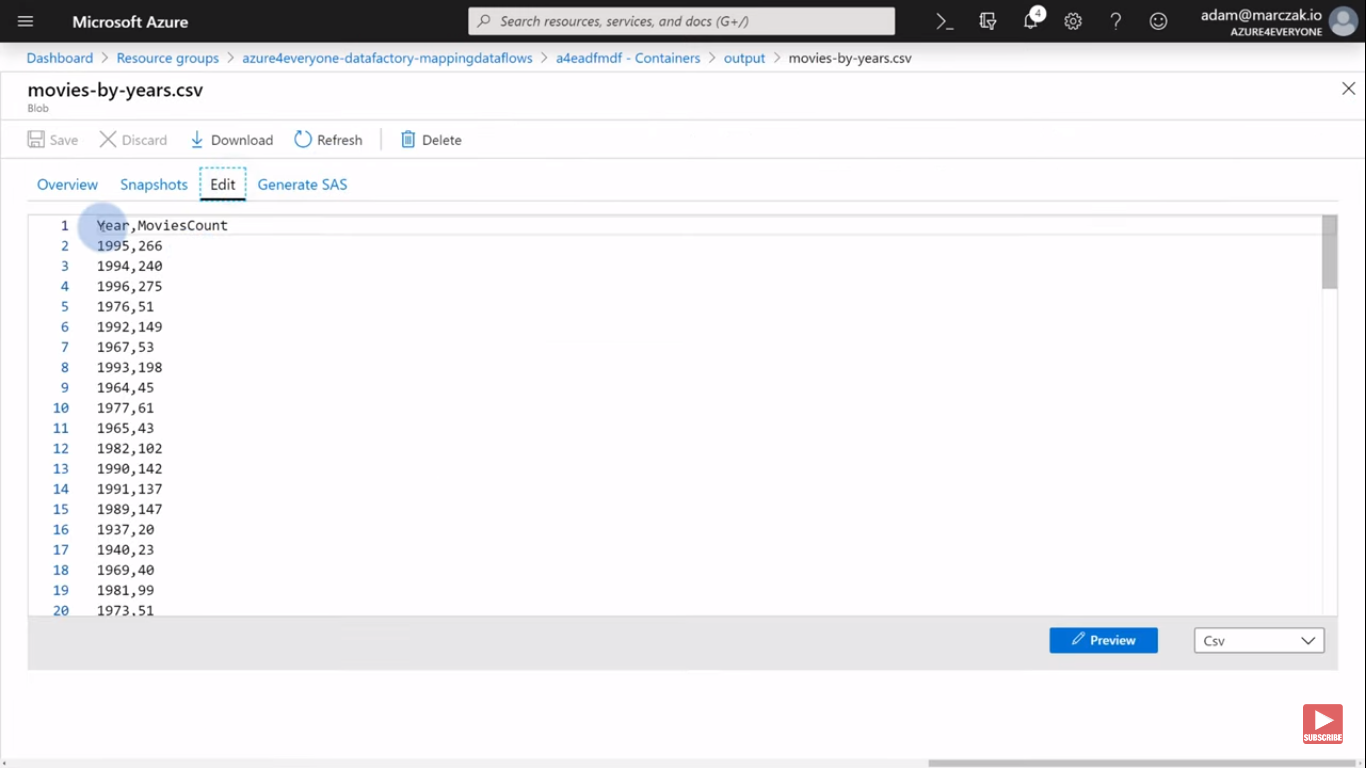 Microsoft Azure
Search resources, services, and docs (G+/)
4
adam@marczak.io
AZURE4EVERYONE
Dashboard > Resource groups > azure4everyone-datafactory-mappingdataflows > a4eadfmdf - Containers > output > movies-by-years.csv
movies-by-years.csv
Blob
Save Discard Download Refresh Delete
Overview Snapshots Edit Generate SAS
1 Year,MoviesCount
2 1995,266
3 1994,240
4 1996,275
5 1976,51
6 1992,149
7 1967,53
8 1993,198
9 1964,45
10 1977,61
11 1965,43
12 1982,102
13 1990,142
14 1991,137
15 1989,147
16 1937,20
17 1940,23
18 1969,40
19 1981,99
20 1973,51
Preview Csv
SUBSCRIBE